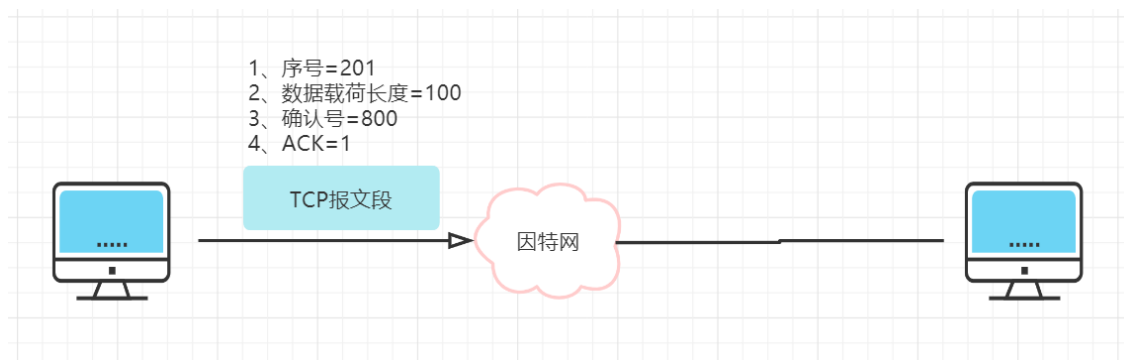 1、序号=201
2、数据载荷长度=100
3、确认号=800
4、ACK=1
TCP报文段
因特网